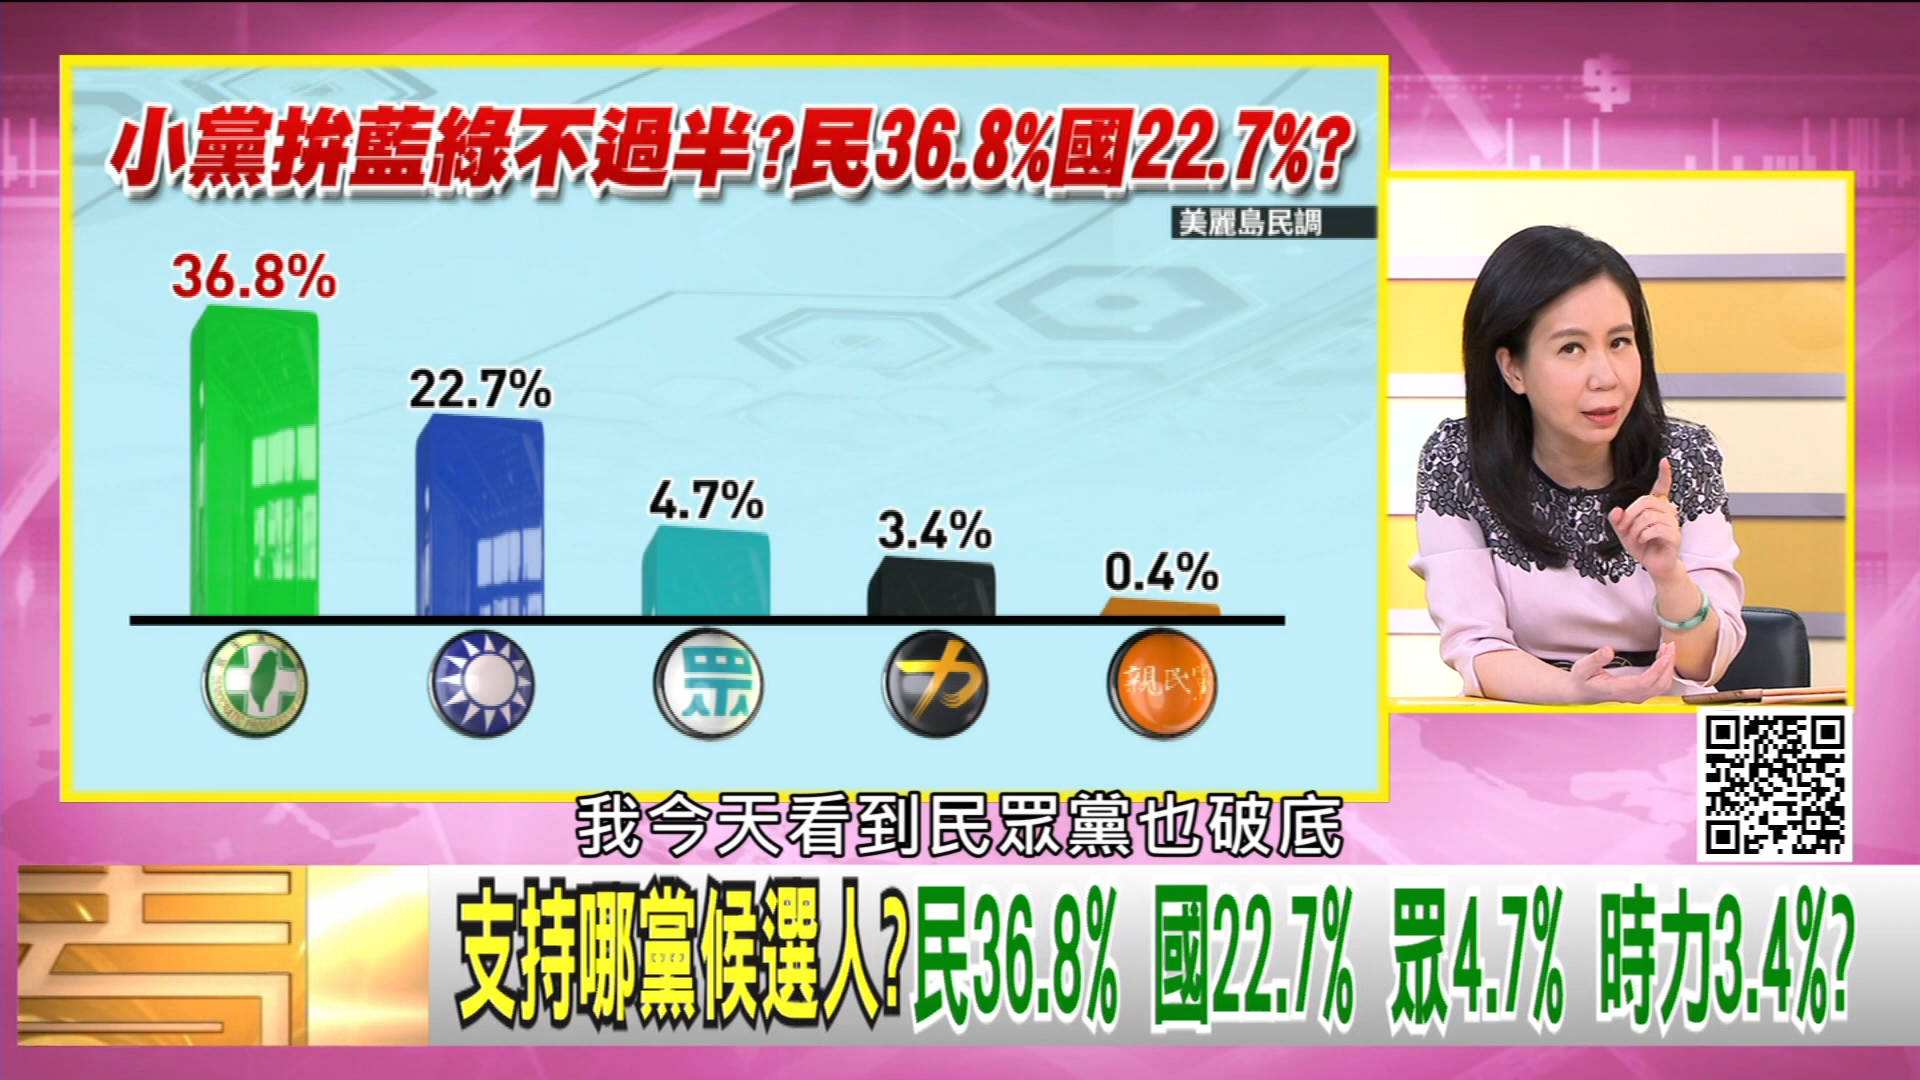 小黨拚藍綠不過半?民36.8%國22.7%?
美麗島民調
36.8%
22.7%
4.7%
3.4%
0.4%
眾
力
親民黨
我今天看到民眾黨也破底
支持哪黨候選人?民36.8% 國22.7% 眾4.7% 時力3.4%?